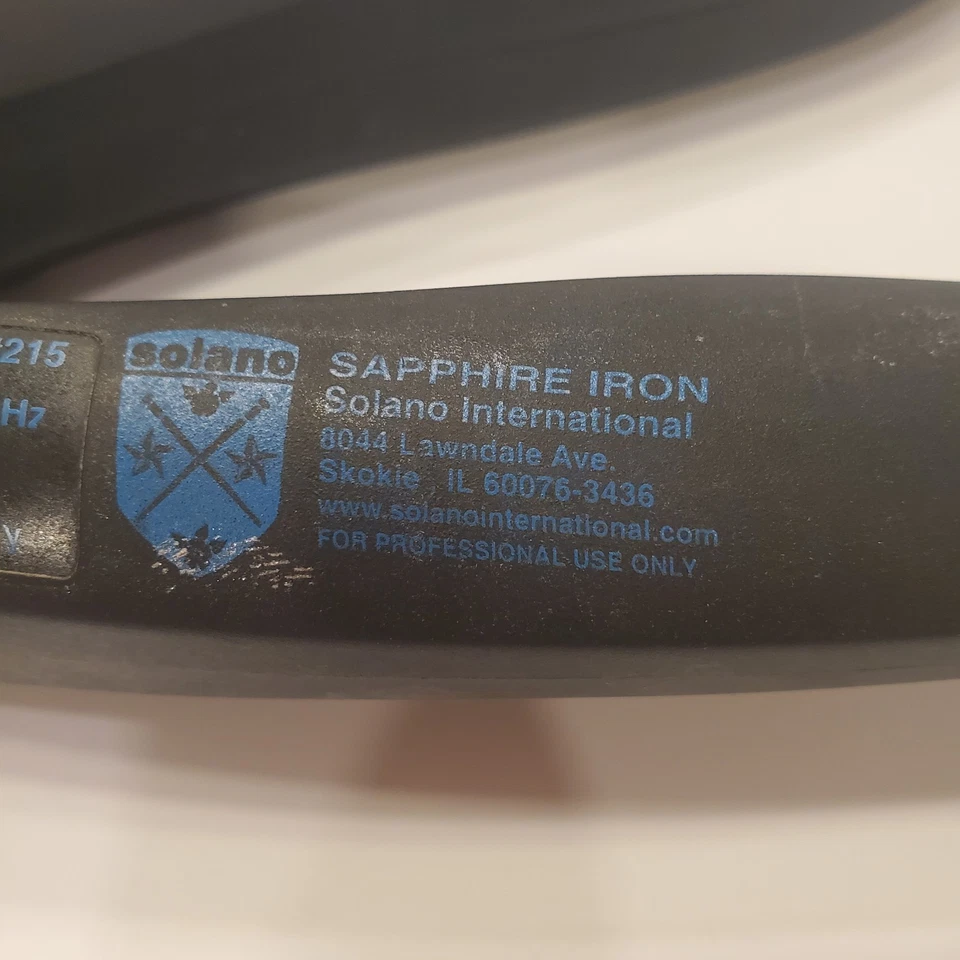 215
Hz
solano
SAPPHIRE IRON
Solano International
8044 Lawndale Ave.
Skokie IL 60076-3436
www.solanointernational.com
FOR PROFESSIONAL USE ONLY